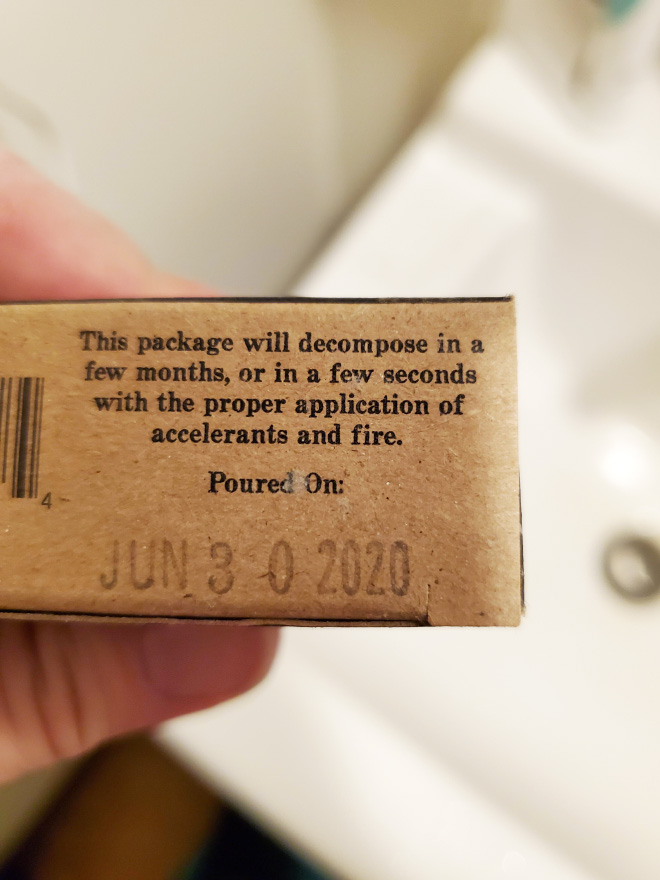 This package will decompose in a
few months, or in a few seconds
with the proper application of
accelerants and fire.
4
Poured On:
JUN 3 0 2020